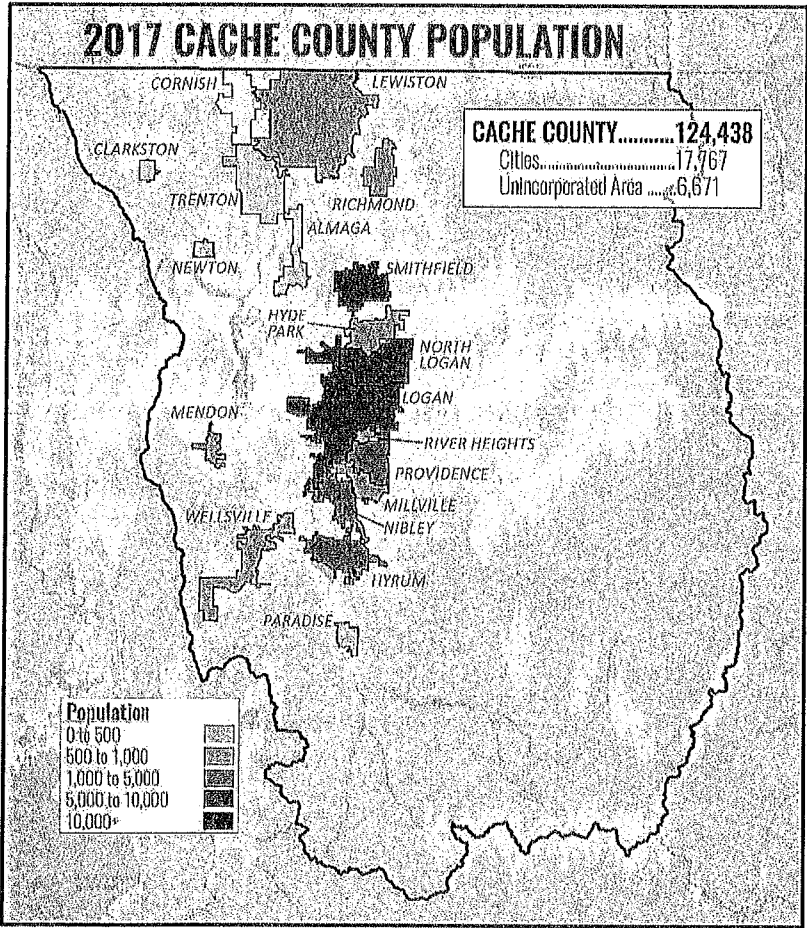 2017 CACHE COUNTY POPULATION
CORNISH
LEWISTON
CACHE COUNTY...........124,438
Cities..............................17,767
Unincorporated Area ......6,671
CLARKSTON
TRENTON
RICHMOND
ALMAGA
NEWTON
SMITHFIELD
HYDE
PARK
NORTH
LOGAN
LOGAN
MENDON
RIVER HEIGHTS
PROVIDENCE
MILLVILLE
WELLSVILLE
NIBLEY
HYRUM
PARADISE
Population
0 to 500
500 to 1,000
1,000 to 5,000
5,000 to 10,000
10,000+